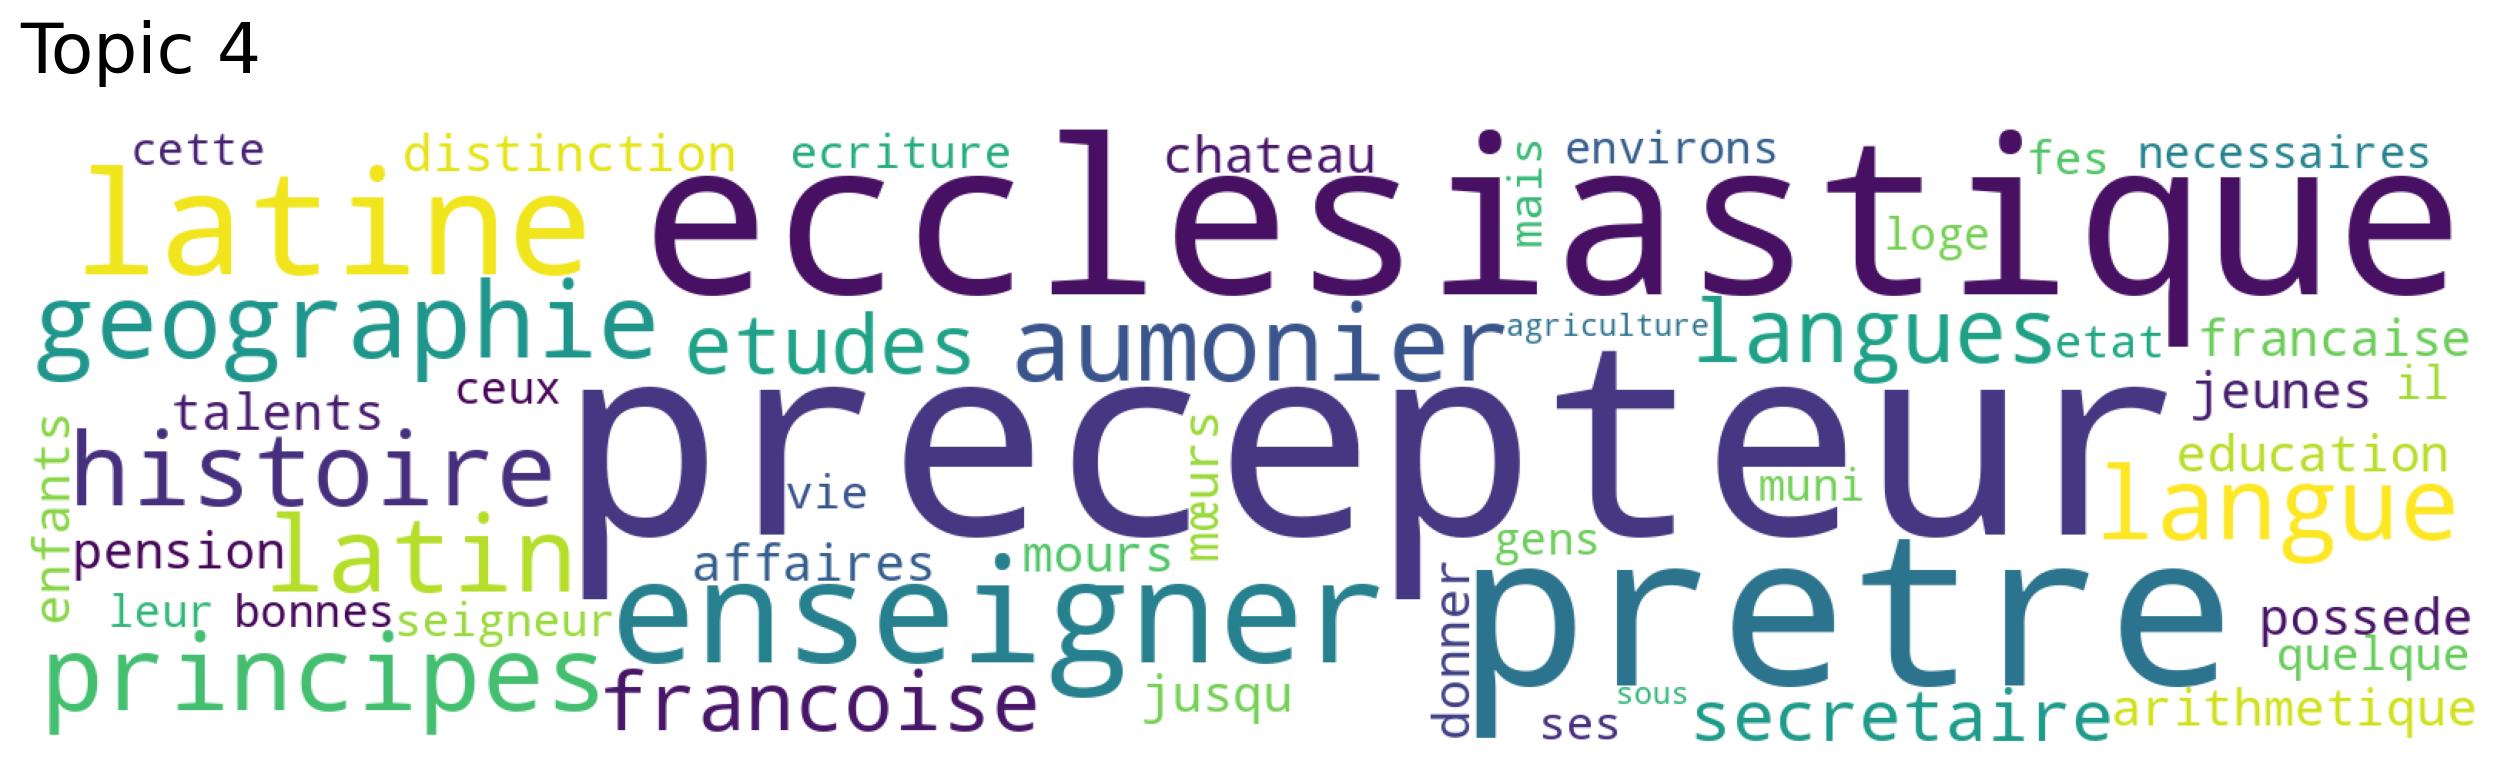 Topic 4
cette distinction ecriture chateau mais environs fes necessaires
latine ecclesiastique loge
geographie etudes aumonier agriculture langues etat francaise
talents ceux precepteur jeunes il
enfants histoire vie mœurs muni education langue
pension latin affaires mours gens
leur bonnes seigneur enseigner donner pretre possede
principes quelque
francoise jusqu ses sous secretaire arithmetique